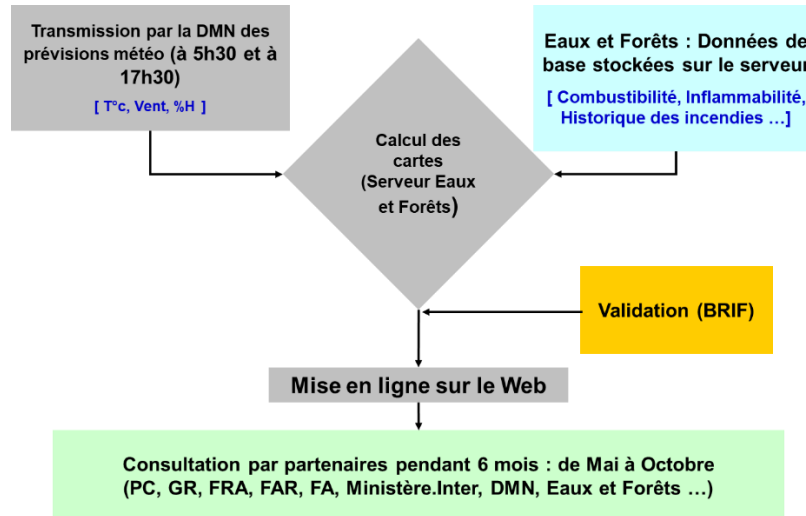 Transmission par la DMN des
prévisions météo (à 5h30 et à
17h30)
[ T°c, Vent, %H ]
Eaux et Forêts : Données de
base stockées sur le serveur
[ Combustibilité, Inflammabilité,
Historique des incendies …]
Calcul des
cartes
(Serveur Eaux
et Forêts)
Validation (BRIF)
Mise en ligne sur le Web
Consultation par partenaires pendant 6 mois : de Mai à Octobre
(PC, GR, FRA, FAR, FA, Ministère.Inter, DMN, Eaux et Forêts …)